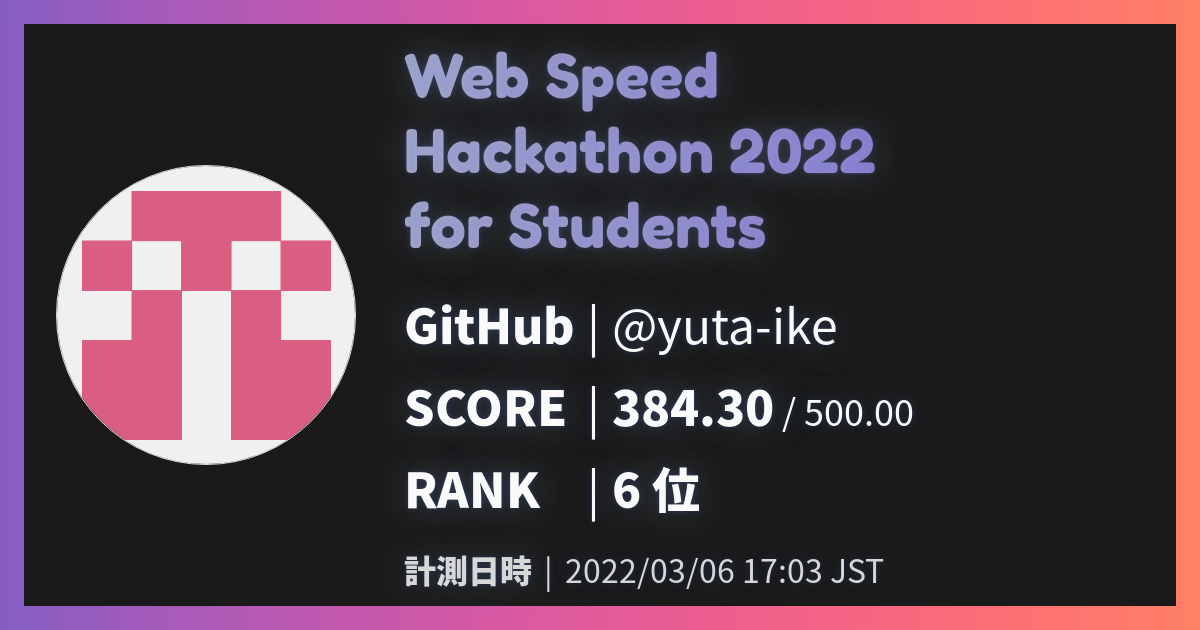 Web Speed
Hackathon 2022
for Students
GitHub | @yuta-ike
SCORE | 384.30 / 500.00
RANK | 6 位
計測日時 | 2022/03/06 17:03 JST